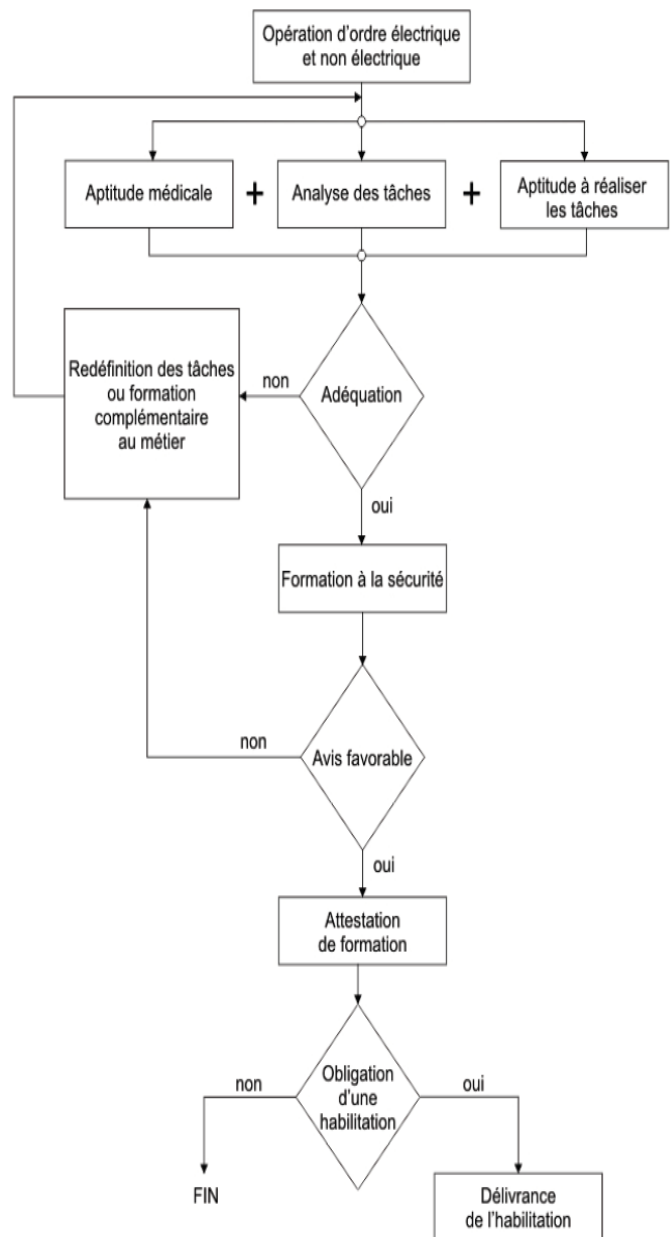 Opération d'ordre électrique
et non électrique
Aptitude médicale
+
Analyse des tâches
+
Aptitude à réaliser
les tâches
Redéfinition des tâches
ou formation
complémentaire
au métier
non
Adéquation
oui
Formation à la sécurité
non
Avis favorable
oui
Attestation
de formation
non
Obligation
d'une
habilitation
oui
FIN
Délivrance
de l'habilitation